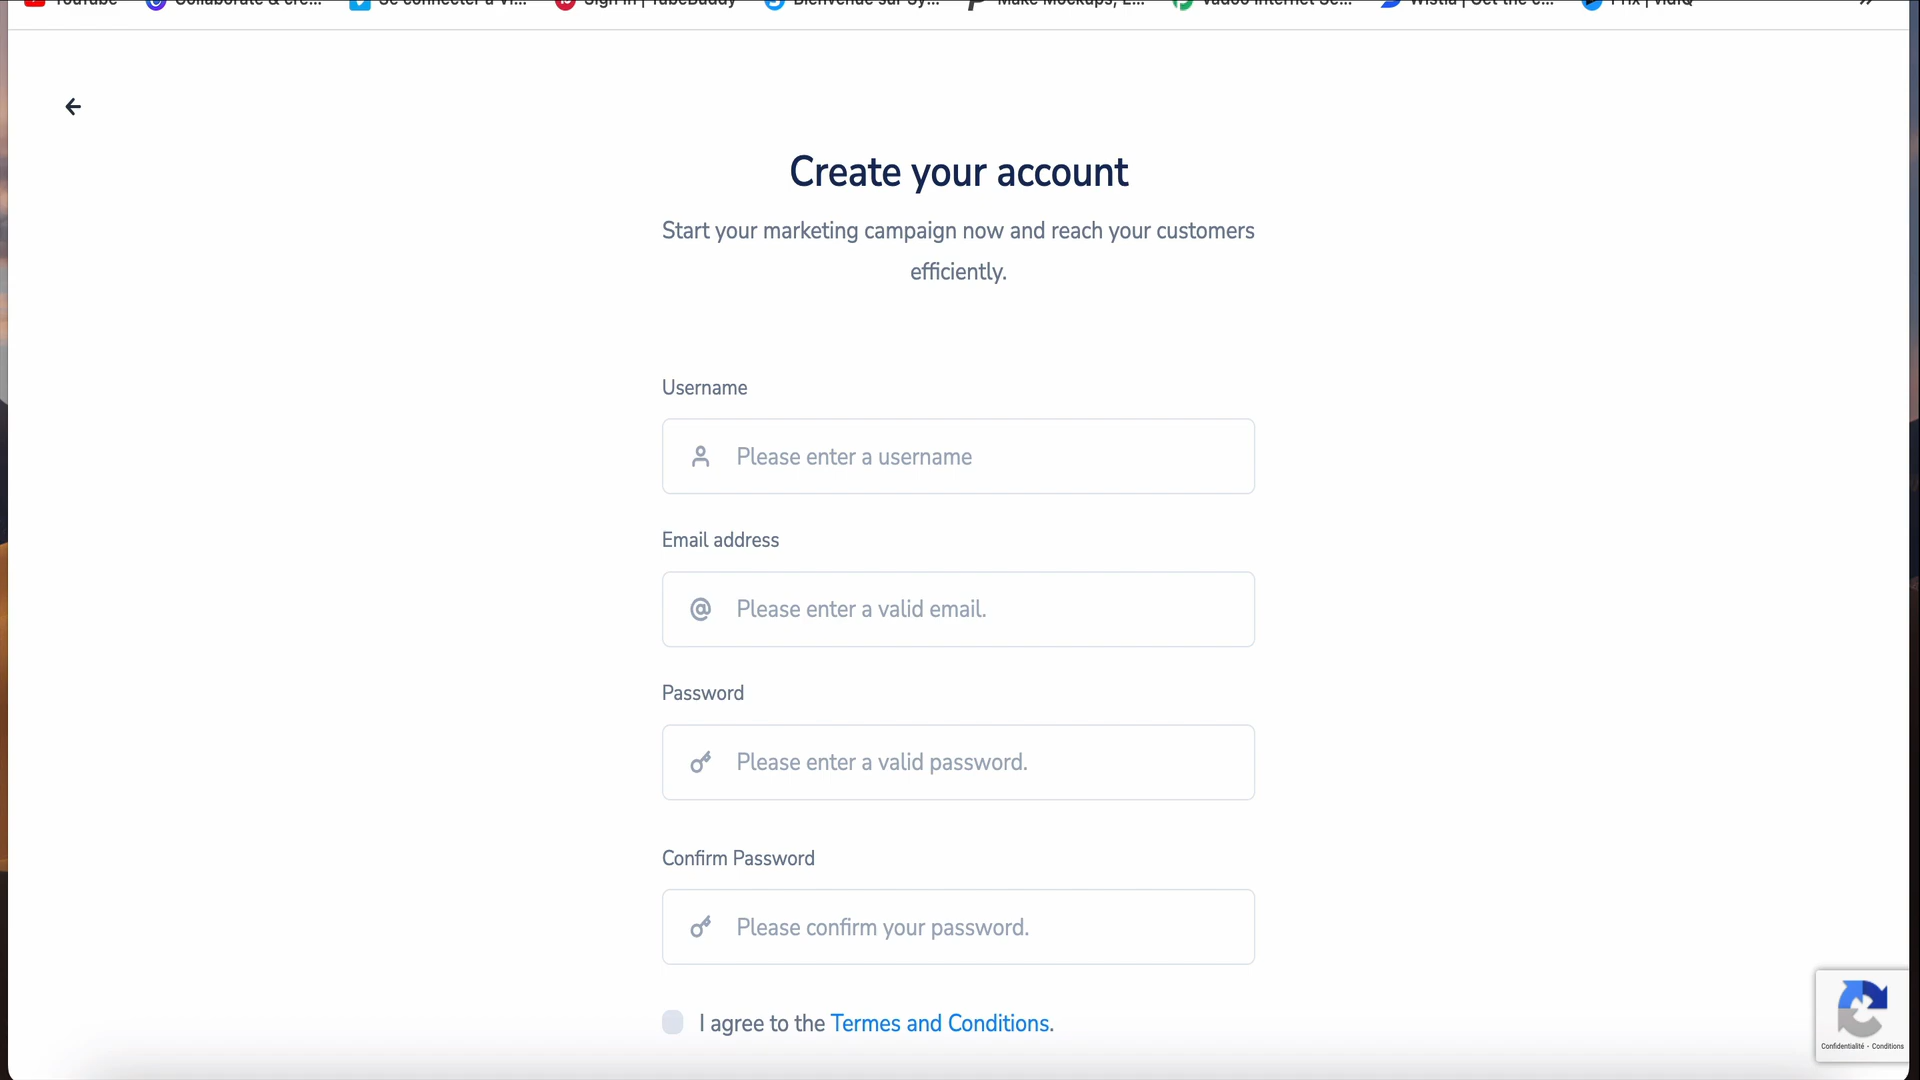 YouTube Collaborate & cre... Se connecter à Vi... Sign in | TubeBuddy Bienvenue sur Sy... Make Mockups, L... Vadoo Internet Se... Wistia | Get the e... Prix | vidIQ »
Create your account
Start your marketing campaign now and reach your customers
efficiently.
Username
Please enter a username
Email address
@ Please enter a valid email.
Password
Please enter a valid password.
Confirm Password
Please confirm your password.
I agree to the Termes and Conditions.
Confidentialité - Conditions